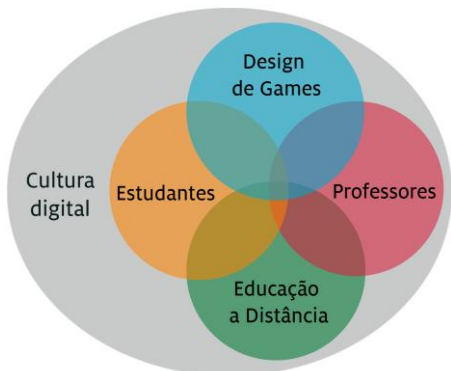 Design
de Games
Cultura
digital
Estudantes
Professores
Educação
a Distância